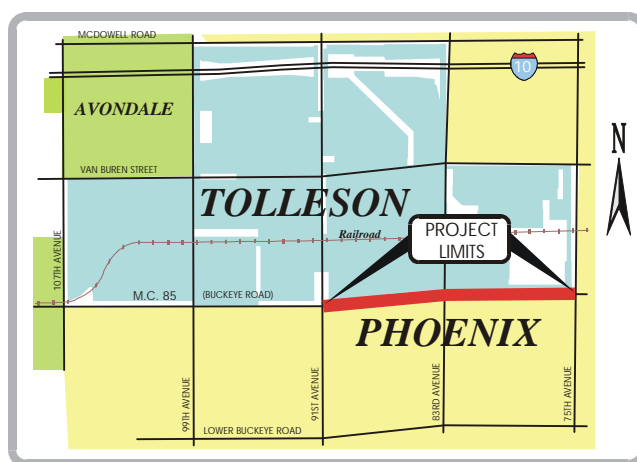 MCDOWELL ROAD
10
AVONDALE
N
VAN BUREN STREET
TOLLESON
Railroad
PROJECT
LIMITS
107TH AVENUE
M.C. 85
(BUCKEYE ROAD)
PHOENIX
99TH AVENUE
91ST AVENUE
83RD AVENUE
75TH AVENUE
LOWER BUCKEYE ROAD